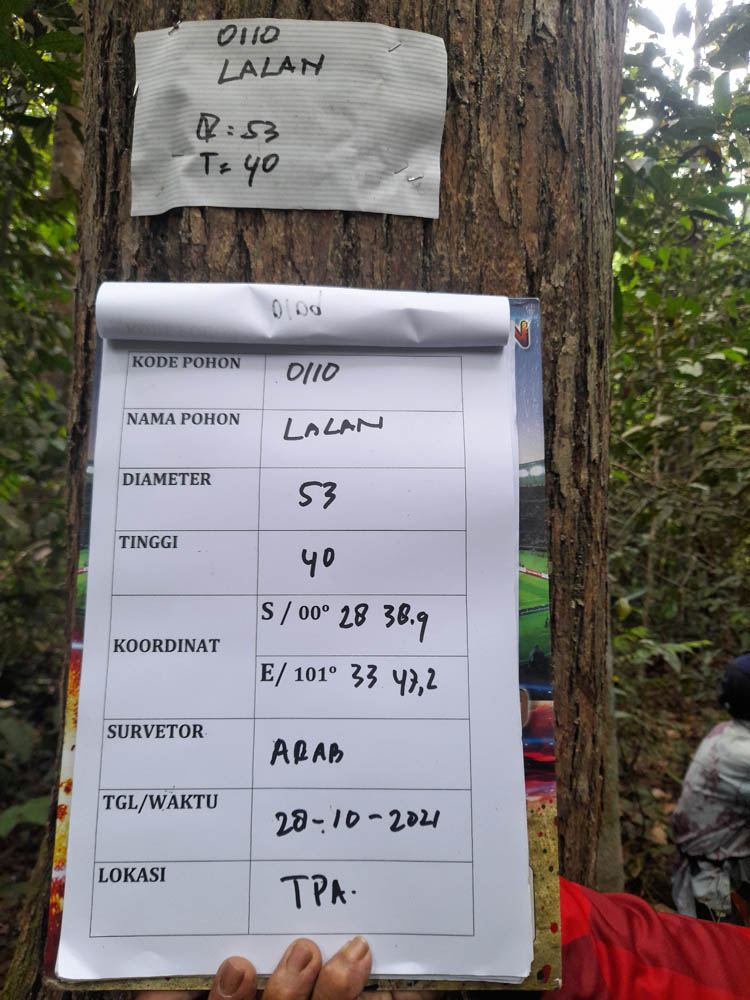 0110
LALAN
D = 53
T = 40
0100
KODE POHON 0110
NAMA POHON LALAN
DIAMETER 53
TINGGI 40
KOORDINAT
S / 00° 28 38.9
E/ 101° 33 47,2
SURVETOR ARAB
TGL/WAKTU 28-10-2021
LOKASI TPA.